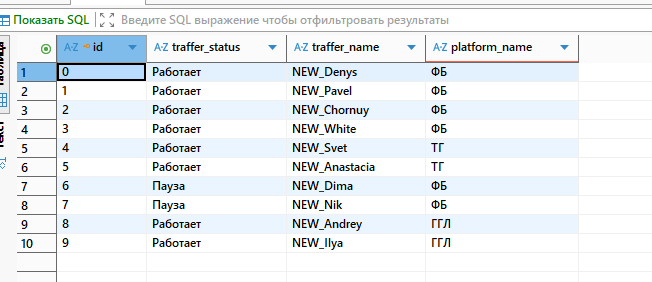 Показать SQL Введите SQL выражение чтобы отфильтровать результаты
A-Z id A-Z traffer_status A-Z traffer_name A-Z platform_name
1 0 Работает NEW_Denys ФБ
2 1 Работает NEW_Pavel ФБ
3 2 Работает NEW_Chornuy ФБ
4 3 Работает NEW_White ФБ
5 4 Работает NEW_Svet ТГ
6 5 Работает NEW_Anastacia ТГ
7 6 Пауза NEW_Dima ФБ
8 7 Пауза NEW_Nik ФБ
9 8 Работает NEW_Andrey ГГЛ
10 9 Работает NEW_Ilya ГГЛ